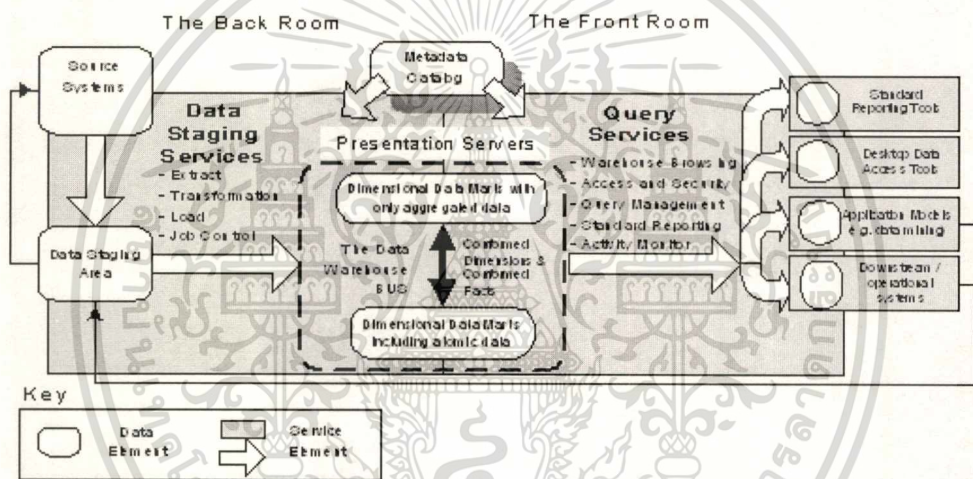 The Back Room
The Front Room
Source
Systems
Metadata
Catalog
Data
Staging
Services
- Extract
- Transformation
- Load
- Job Control
Data Staging
Area
Presentation Servers
Dimensional Data Marts with
only aggregated data
The Data
Warehouse
BUS
Conformed
Dimensions &
Conformed
Facts
Dimensional Data Marts
including atomic data
Query
Services
- Warehouse Browsing
- Access and Security
- Query Management
- Standard Reporting
- Activity Monitor
Standard
Reporting Tools
Desktop Data
Access Tools
Application Models
e.g. datamining
Downstream /
operational
systems
Key
Data
Element
Service
Element